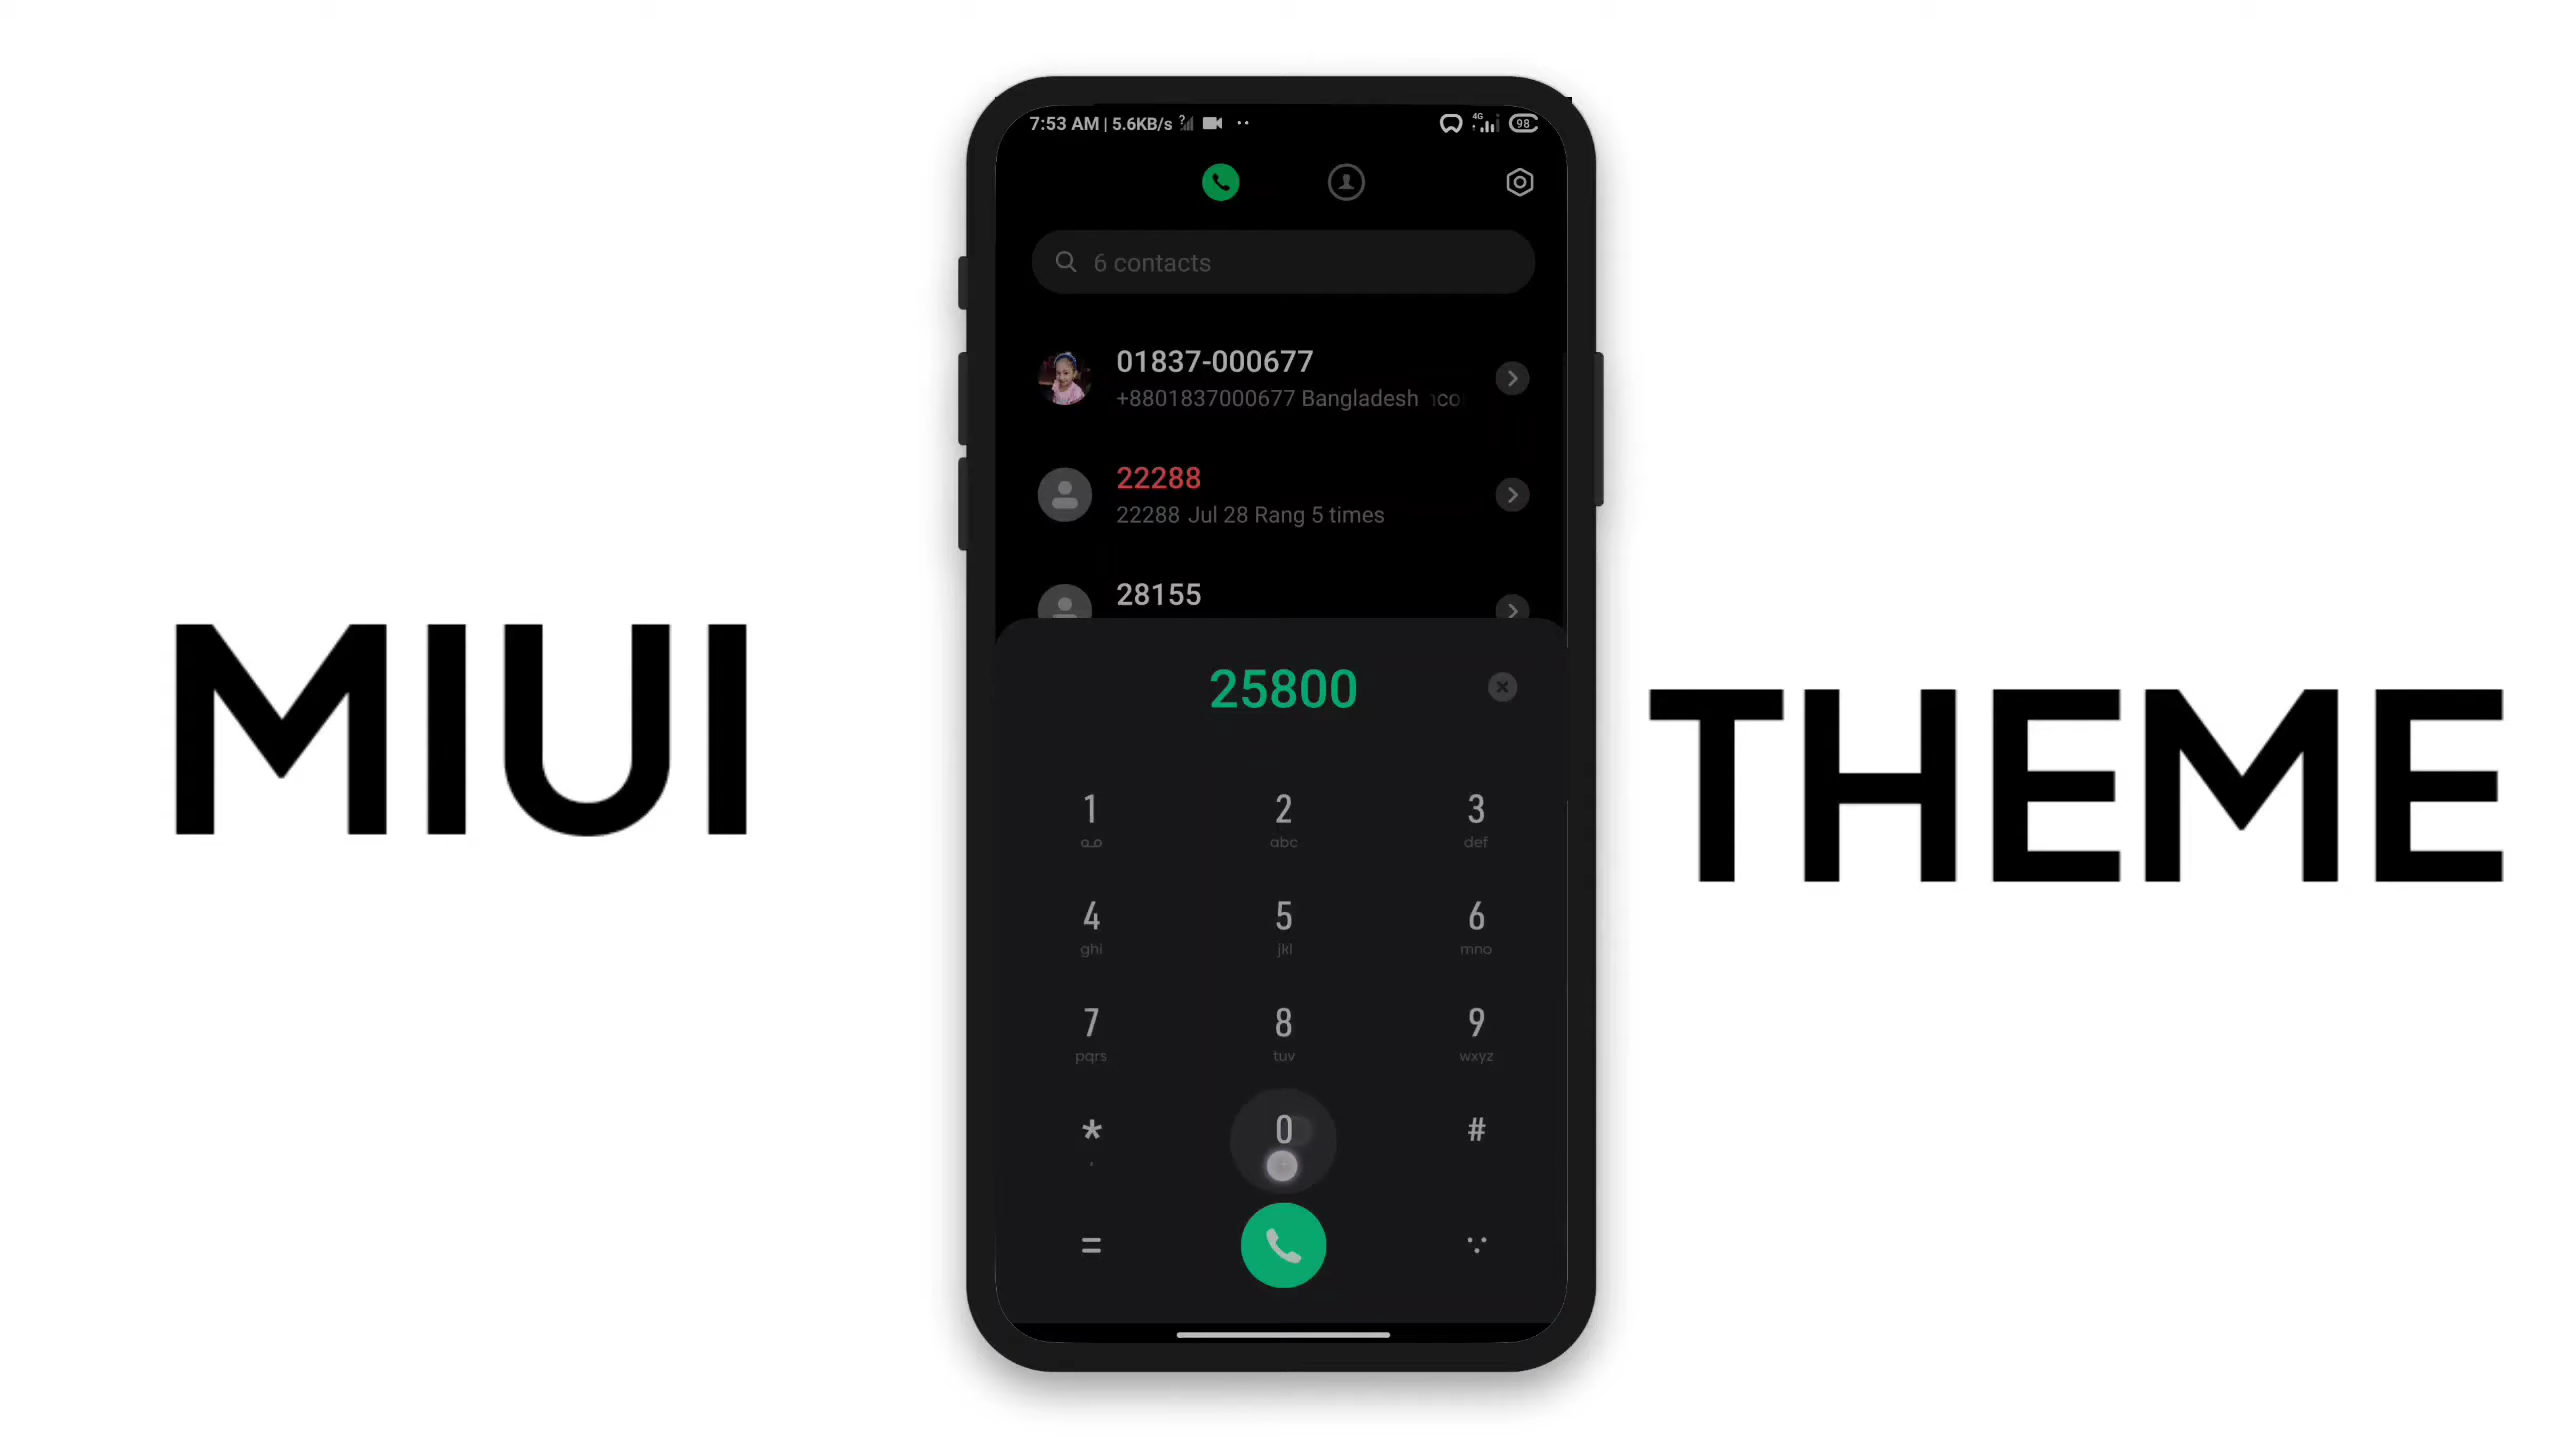 7:53 AM | 5.6KB/s
4G
98
6 contacts
01837-000677
+8801837000677 Bangladesh
22288
22288 Jul 28 Rang 5 times
28155
MIUI
THEME
25800
1 2 3
abc def
4 5 6
ghi jkl mno
7 8 9
pqrs tuv wxyz
* 0 #
,
=